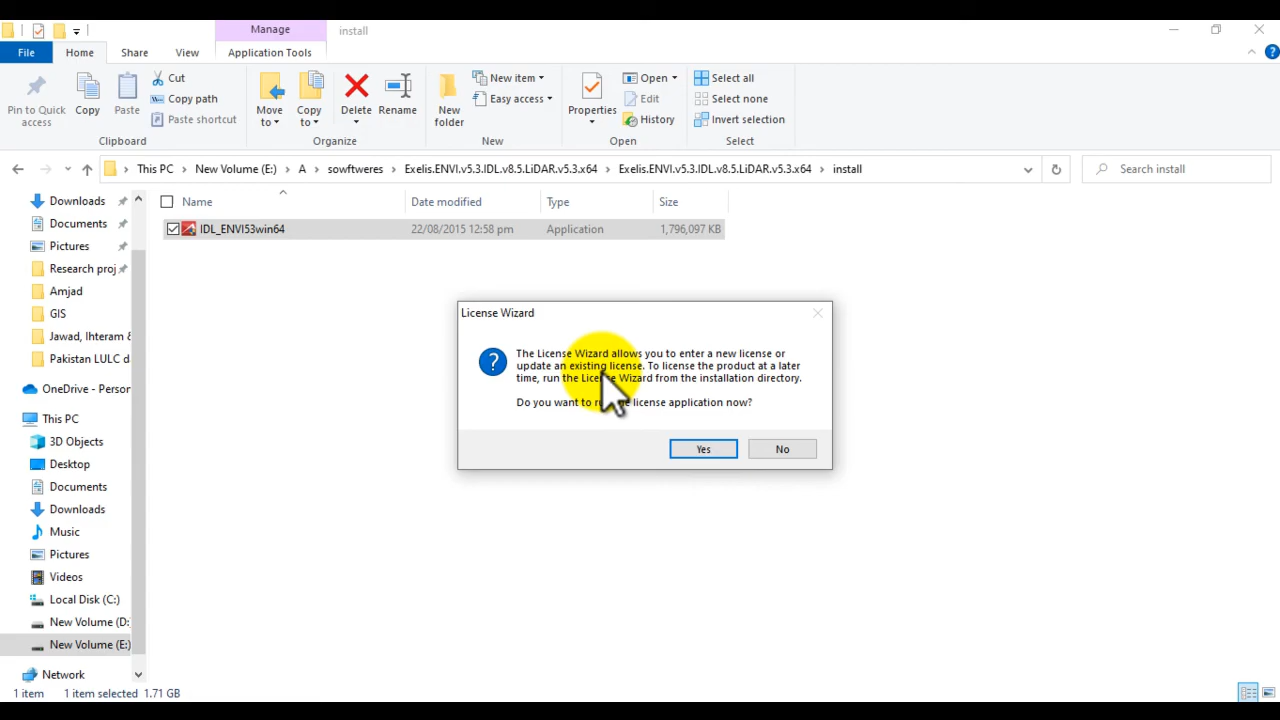 Manage
install
File
Home
Share
View
Application Tools
Pin to Quick access
Copy
Paste
Cut
Copy path
Paste shortcut
Clipboard
Move to
Copy to
Delete
Rename
Organize
New folder
New item
Easy access
New
Properties
Open
Edit
History
Open
Select all
Select none
Invert selection
Select
This PC > New Volume (E:) > A > sowftweres > Exelis.ENVI.v5.3.IDL.v8.5.LiDAR.v5.3.x64 > Exelis.ENVI.v5.3.IDL.v8.5.LiDAR.v5.3.x64 > install
Search install
Name Date modified Type Size
IDL_ENVI53win64 22/08/2015 12:58 pm Application 1,796,097 KB
Downloads
Documents
Pictures
Research proj
Amjad
GIS
Jawad, Ihteram &
Pakistan LULC d
OneDrive - Person
This PC
3D Objects
Desktop
Documents
Downloads
Music
Pictures
Videos
Local Disk (C:)
New Volume (D:
New Volume (E:)
Network
License Wizard
The License Wizard allows you to enter a new license or
update an existing license. To license the product at a later
time, run the License Wizard from the installation directory.
Do you want to license application now?
Yes
No
1 item 1 item selected 1.71 GB